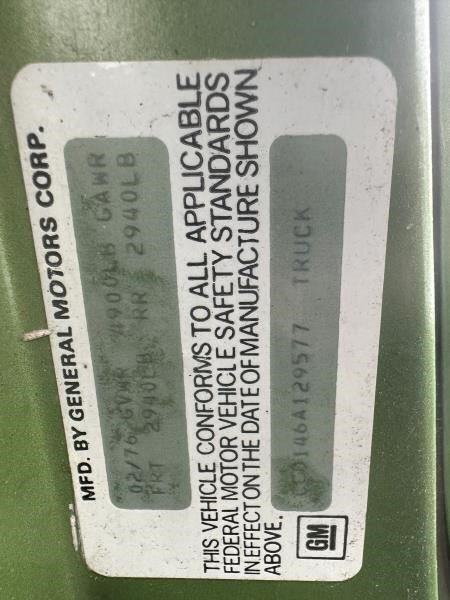 MFD. BY GENERAL MOTORS CORP.
02/76 GVWR 4900LB GAWR
FRT 2940LB RR 2940LB
THIS VEHICLE CONFORMS TO ALL APPLICABLE
FEDERAL MOTOR VEHICLE SAFETY STANDARDS
IN EFFECT ON THE DATE OF MANUFACTURE SHOWN
ABOVE.
CCD146A129577 TRUCK
GM